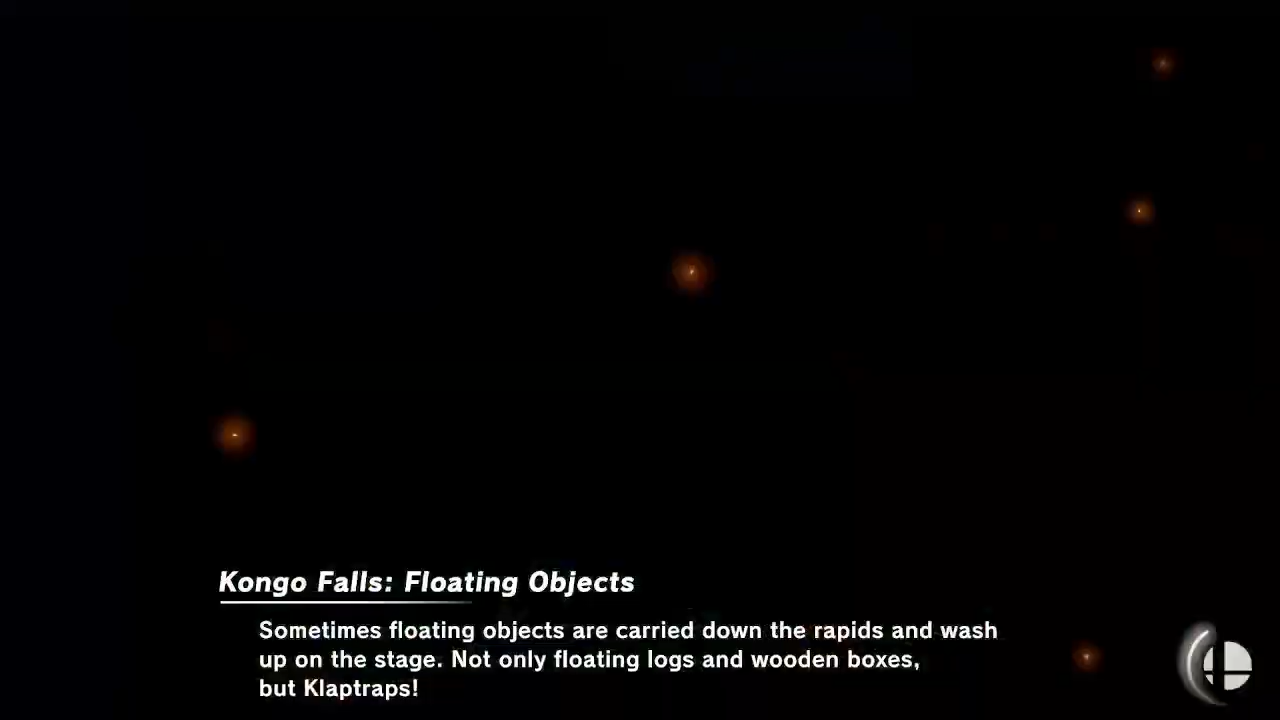 Kongo Falls: Floating Objects
Sometimes floating objects are carried down the rapids and wash
up on the stage. Not only floating logs and wooden boxes,
but Klaptraps!